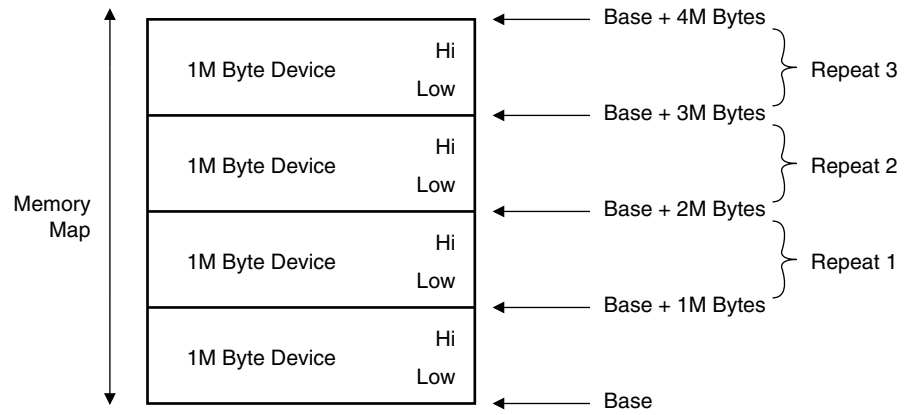 Base + 4M Bytes
Hi
1M Byte Device
Repeat 3
Low
Base + 3M Bytes
Hi
1M Byte Device
Repeat 2
Low
Memory
Map
Base + 2M Bytes
Hi
1M Byte Device
Repeat 1
Low
Base + 1M Bytes
Hi
1M Byte Device
Low
Base